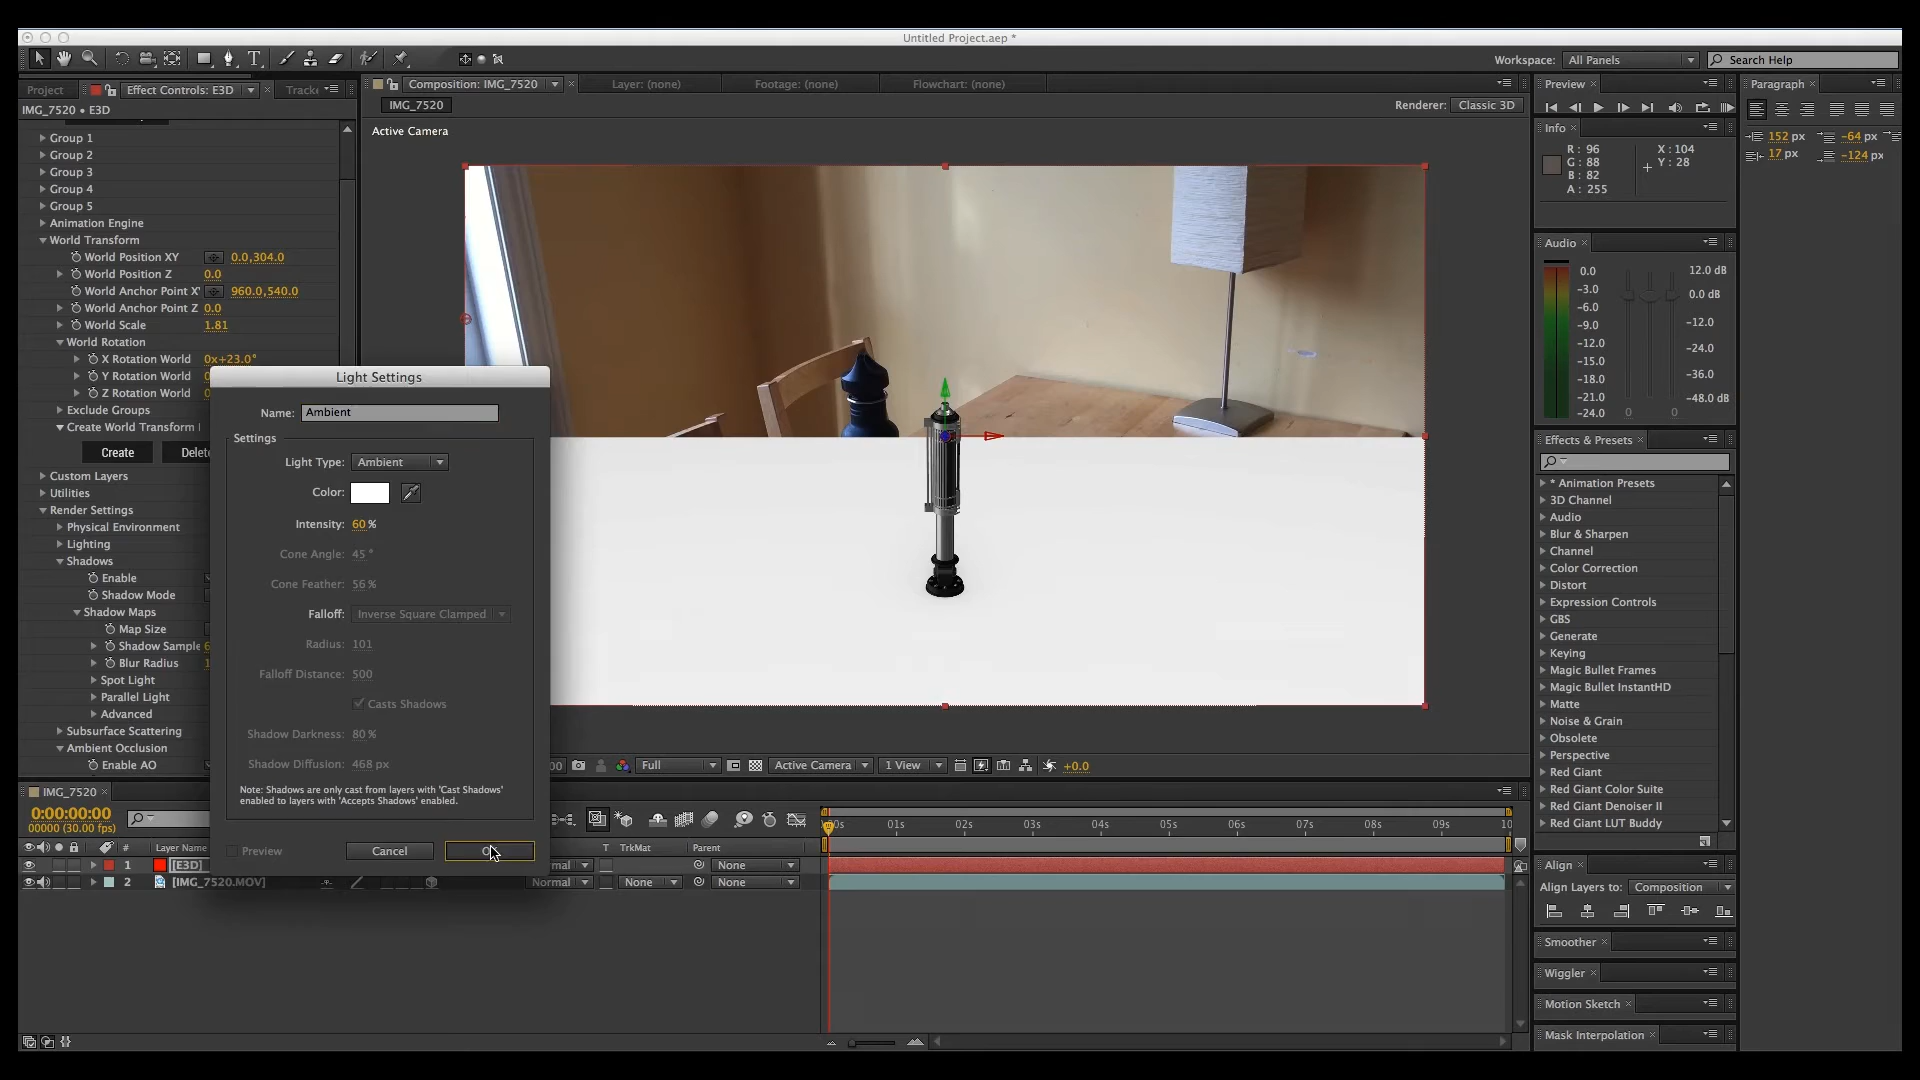 Untitled Project.aep *
Workspace: All Panels Search Help
Project Effect Controls: E3D Tracke
Composition: IMG_7520 Layer: (none) Footage: (none) Flowchart: (none)
Preview Paragraph
IMG_7520 • E3D
IMG_7520
Renderer: Classic 3D
Active Camera
Group 1
Group 2
Group 3
Group 4
Group 5
Animation Engine
World Transform
World Position XY 0.0,304.0
World Position Z 0.0
World Anchor Point X 960.0,540.0
World Anchor Point Z 0.0
World Scale 1.81
World Rotation
X Rotation World 0x+23.0°
Y Rotation World
Z Rotation World
Exclude Groups
Create World Transform
Create Delet
Custom Layers
Utilities
Render Settings
Physical Environment
Lighting
Shadows
Enable
Shadow Mode
Shadow Maps
Map Size
Shadow Sample
Blur Radius
Spot Light
Parallel Light
Advanced
Subsurface Scattering
Ambient Occlusion
Enable AO
Light Settings
Name: Ambient
Settings
Light Type: Ambient
Color:
Intensity: 60 %
Cone Angle: 45 °
Cone Feather: 56 %
Falloff: Inverse Square Clamped
Radius: 101
Falloff Distance: 500
Casts Shadows
Shadow Darkness: 80 %
Shadow Diffusion: 468 px
Note: Shadows are only cast from layers with 'Cast Shadows'
enabled to layers with 'Accepts Shadows' enabled.
Preview Cancel
Full Active Camera 1 View +0.0
Info
R: 96
G: 88
B: 82
A: 255
X: 104
Y: 28
152 px -64 px
17 px -124 px
Audio
0.0
-3.0
-6.0
-9.0
-12.0
-15.0
-18.0
-21.0
-24.0
12.0 dB
0.0 dB
-12.0
-24.0
-36.0
-48.0 dB
0 0
Effects & Presets
* Animation Presets
3D Channel
Audio
Blur & Sharpen
Channel
Color Correction
Distort
Expression Controls
GBS
Generate
Keying
Magic Bullet Frames
Magic Bullet InstantHD
Matte
Noise & Grain
Obsolete
Perspective
Red Giant
Red Giant Color Suite
Red Giant Denoiser II
Red Giant LUT Buddy
Align
Align Layers to: Composition
Smoother
Wiggler
Motion Sketch
Mask Interpolation
IMG_7520
0:00:00:00
00000 (30.00 fps)
0s 01s 02s 03s 04s 05s 06s 07s 08s 09s 10
# Layer Name T TrkMat Parent
1 [E3D] None
2 [IMG_7520.MOV] Normal None None